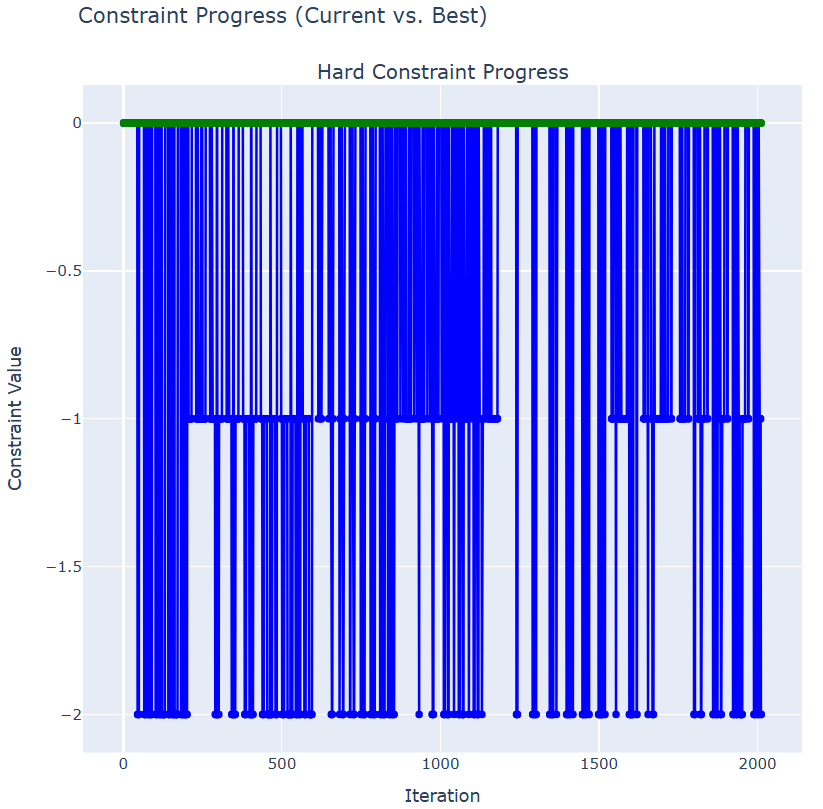 Constraint Progress (Current vs. Best)
Hard Constraint Progress
0
−0.5
−1
−1.5
−2
Constraint Value
0
500
1000
1500
2000
Iteration